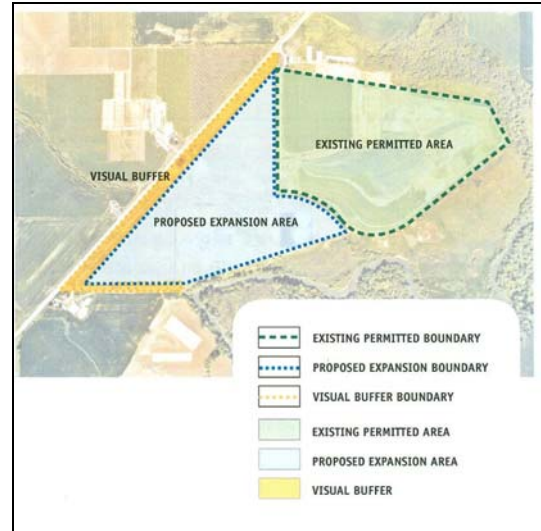 EXISTING PERMITTED AREA
VISUAL BUFFER
PROPOSED EXPANSION AREA
EXISTING PERMITTED BOUNDARY
PROPOSED EXPANSION BOUNDARY
VISUAL BUFFER BOUNDARY
EXISTING PERMITTED AREA
PROPOSED EXPANSION AREA
VISUAL BUFFER